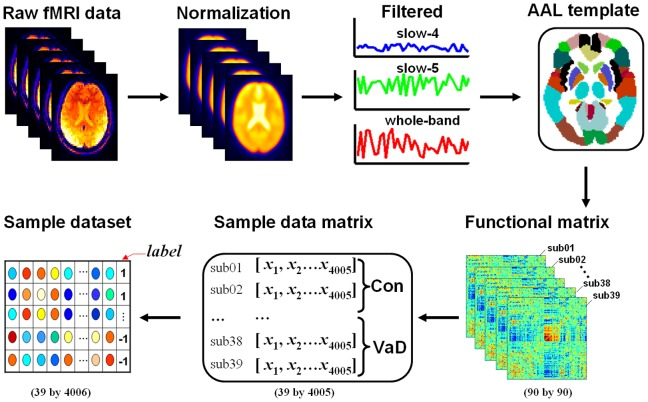 Raw fMRI data
Normalization
Filtered
AAL template
slow-4
slow-5
whole-band
Sample dataset
Sample data matrix
Functional matrix
label
1
1
⋮
-1
-1
sub01 [ x1, x2…x4005]
sub02 [ x1, x2…x4005]
Con
… …
sub38 [ x1, x2…x4005]
sub39 [ x1, x2…x4005]
VaD
sub01
sub02
sub38
sub39
(39 by 4006)
(39 by 4005)
(90 by 90)